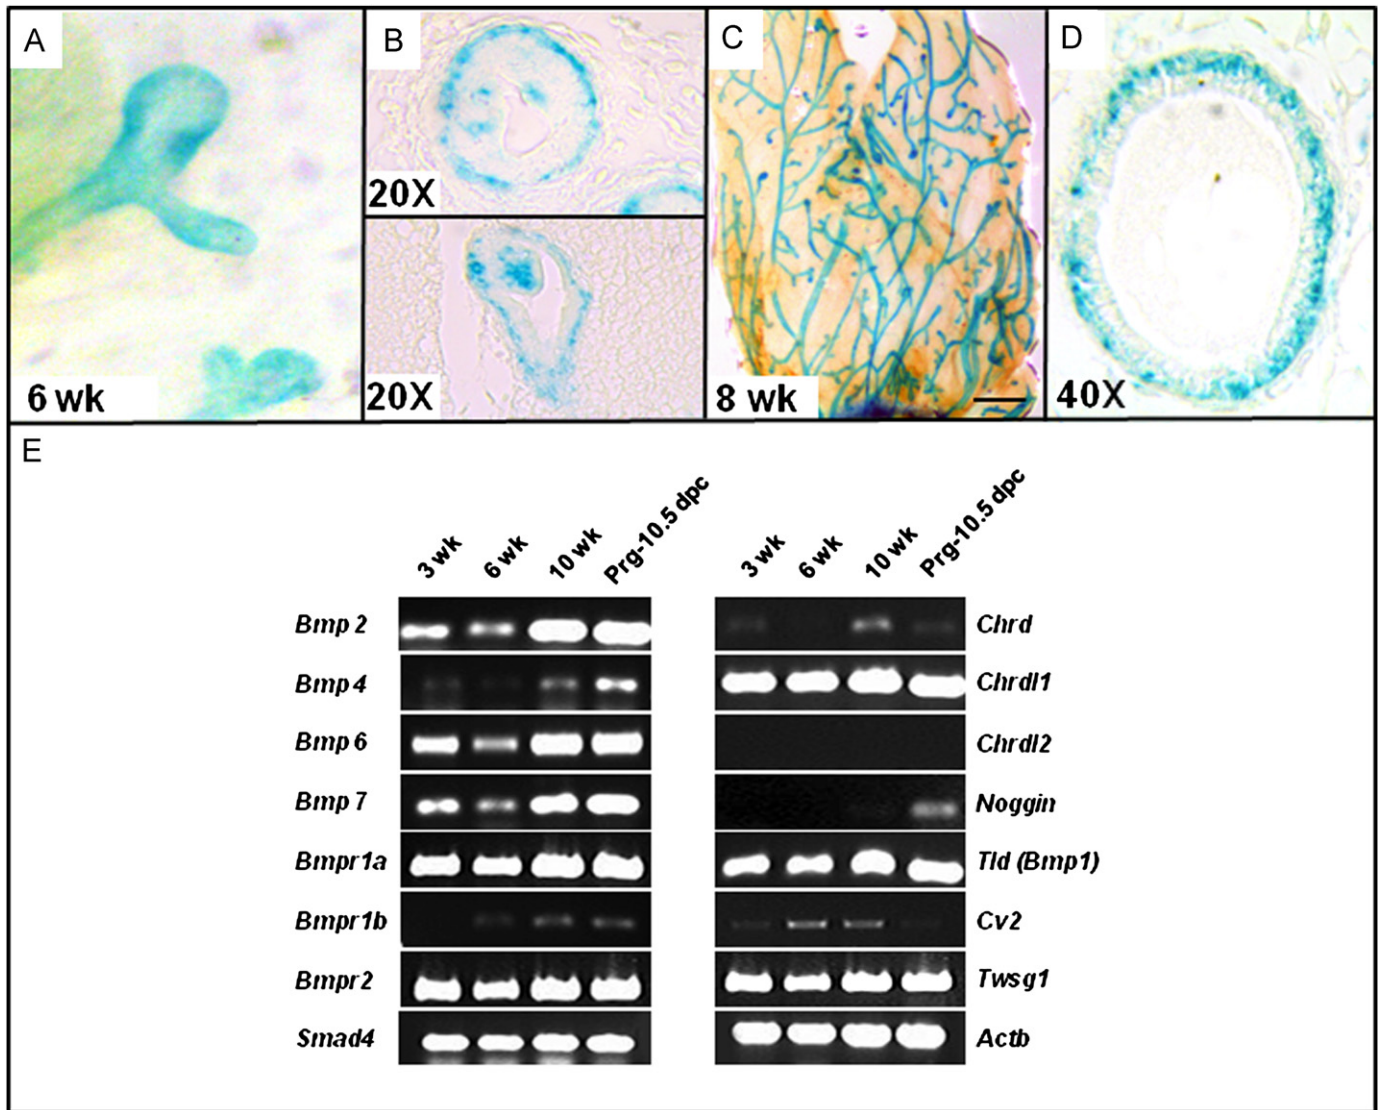 A
B
C
D
20X
6 wk
20X
8 wk
40X
E
3 wk
6 wk
10 wk
Prg-10.5 dpc
3 wk
6 wk
10 wk
Prg-10.5 dpc
Bmp 2
Chrd
Bmp 4
Chrdl1
Bmp 6
Chrdl2
Bmp 7
Noggin
Bmpr1a
Tld (Bmp1)
Bmpr1b
Cv2
Bmpr2
Twsg1
Smad4
Actb